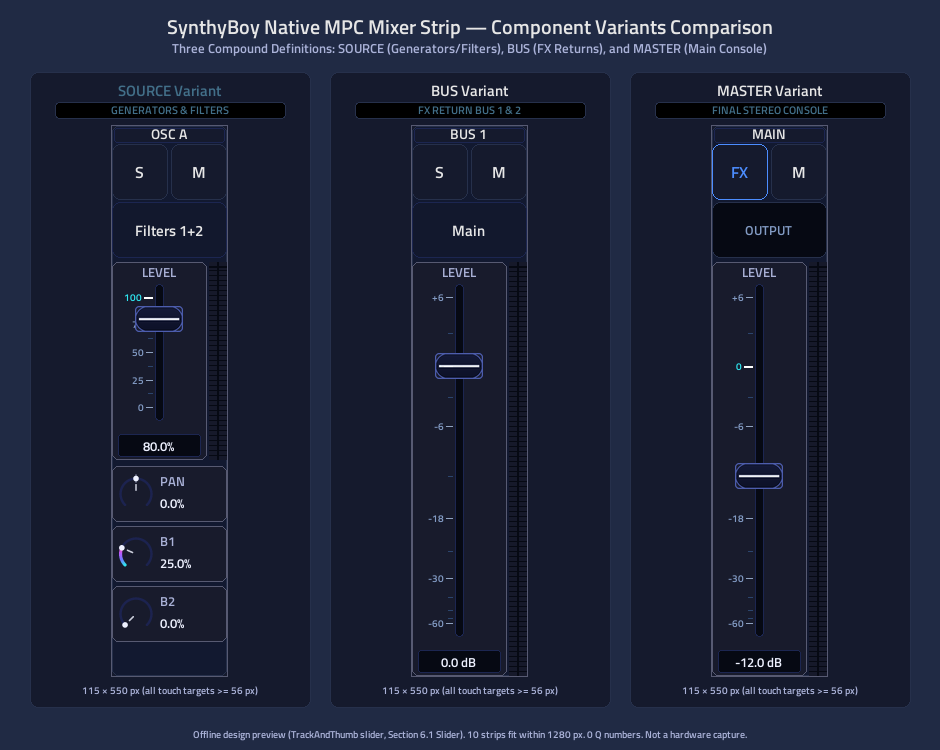 SynthyBoy Native MPC Mixer Strip — Component Variants Comparison
Three Compound Definitions: SOURCE (Generators/Filters), BUS (FX Returns), and MASTER (Main Console)
SOURCE Variant
GENERATORS & FILTERS
OSC A
S M
Filters 1+2
LEVEL
100
50
25
0
80.0%
PAN
0.0%
B1
25.0%
B2
0.0%
115 × 550 px (all touch targets >= 56 px)
BUS Variant
FX RETURN BUS 1 & 2
BUS 1
S M
Main
LEVEL
+6
-6
-18
-30
-60
0.0 dB
115 × 550 px (all touch targets >= 56 px)
MASTER Variant
FINAL STEREO CONSOLE
MAIN
FX M
OUTPUT
LEVEL
+6
0
-6
-18
-30
-60
-12.0 dB
115 × 550 px (all touch targets >= 56 px)
Offline design preview (TrackAndThumb slider, Section 6.1 Slider). 10 strips fit within 1280 px. 0 Q numbers. Not a hardware capture.